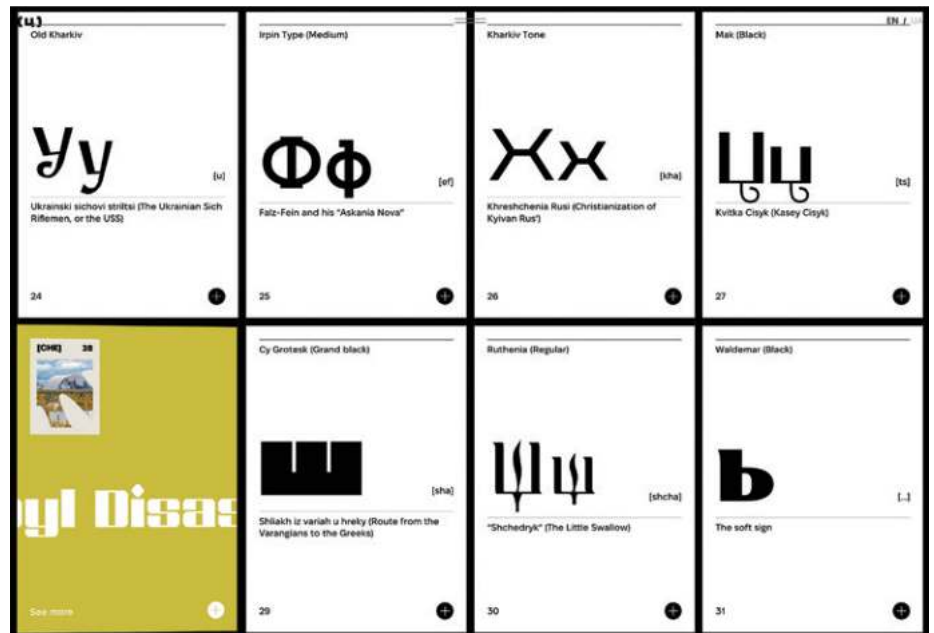 [ц]
EN / UA
Old Kharkiv
Уу
[u]
Ukrainski sichovi striltsi (The Ukrainian Sich
Riflemen, or the USS)
24
Irpin Type (Medium)
Фф
[ef]
Falz-Fein and his "Askania Nova"
25
Kharkiv Tone
Хх
[kha]
Khreshchenia Rusi (Christianization of
Kyivan Rus')
26
Mak (Black)
Цц
[ts]
Kvitka Cisyk (Kasey Cisyk)
27
[CHE] 28
yl Disas
See more
Cy Grotesk (Grand black)
Ш
[sha]
Shliakh iz variah u hreky (Route from the
Varangians to the Greeks)
29
Ruthenia (Regular)
Щщ
[shcha]
"Shchedryk" (The Little Swallow)
30
Waldemar (Black)
Ь
[...]
The soft sign
31